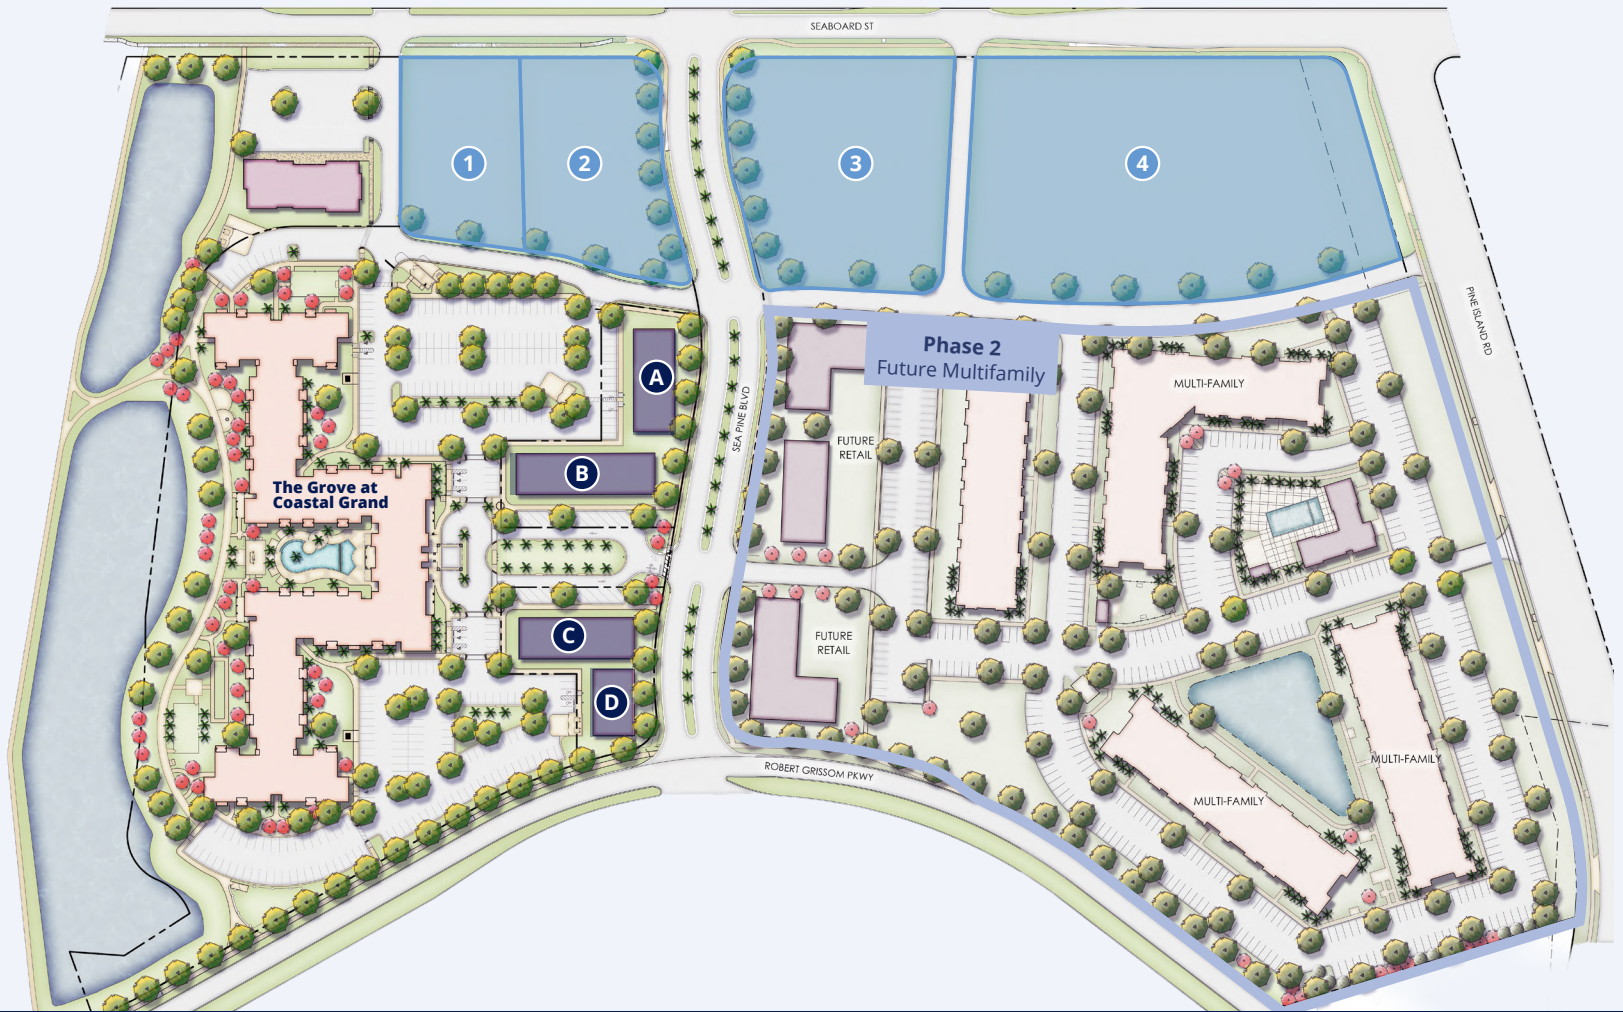 SEABOARD ST
1
2
3
4
PINE ISLAND RD
Phase 2
Future Multifamily
A
SEA PINE BLVD
MULTI-FAMILY
FUTURE
RETAIL
B
The Grove at
Coastal Grand
C
FUTURE
RETAIL
D
ROBERT GRISSOM PKWY
MULTI-FAMILY
MULTI-FAMILY